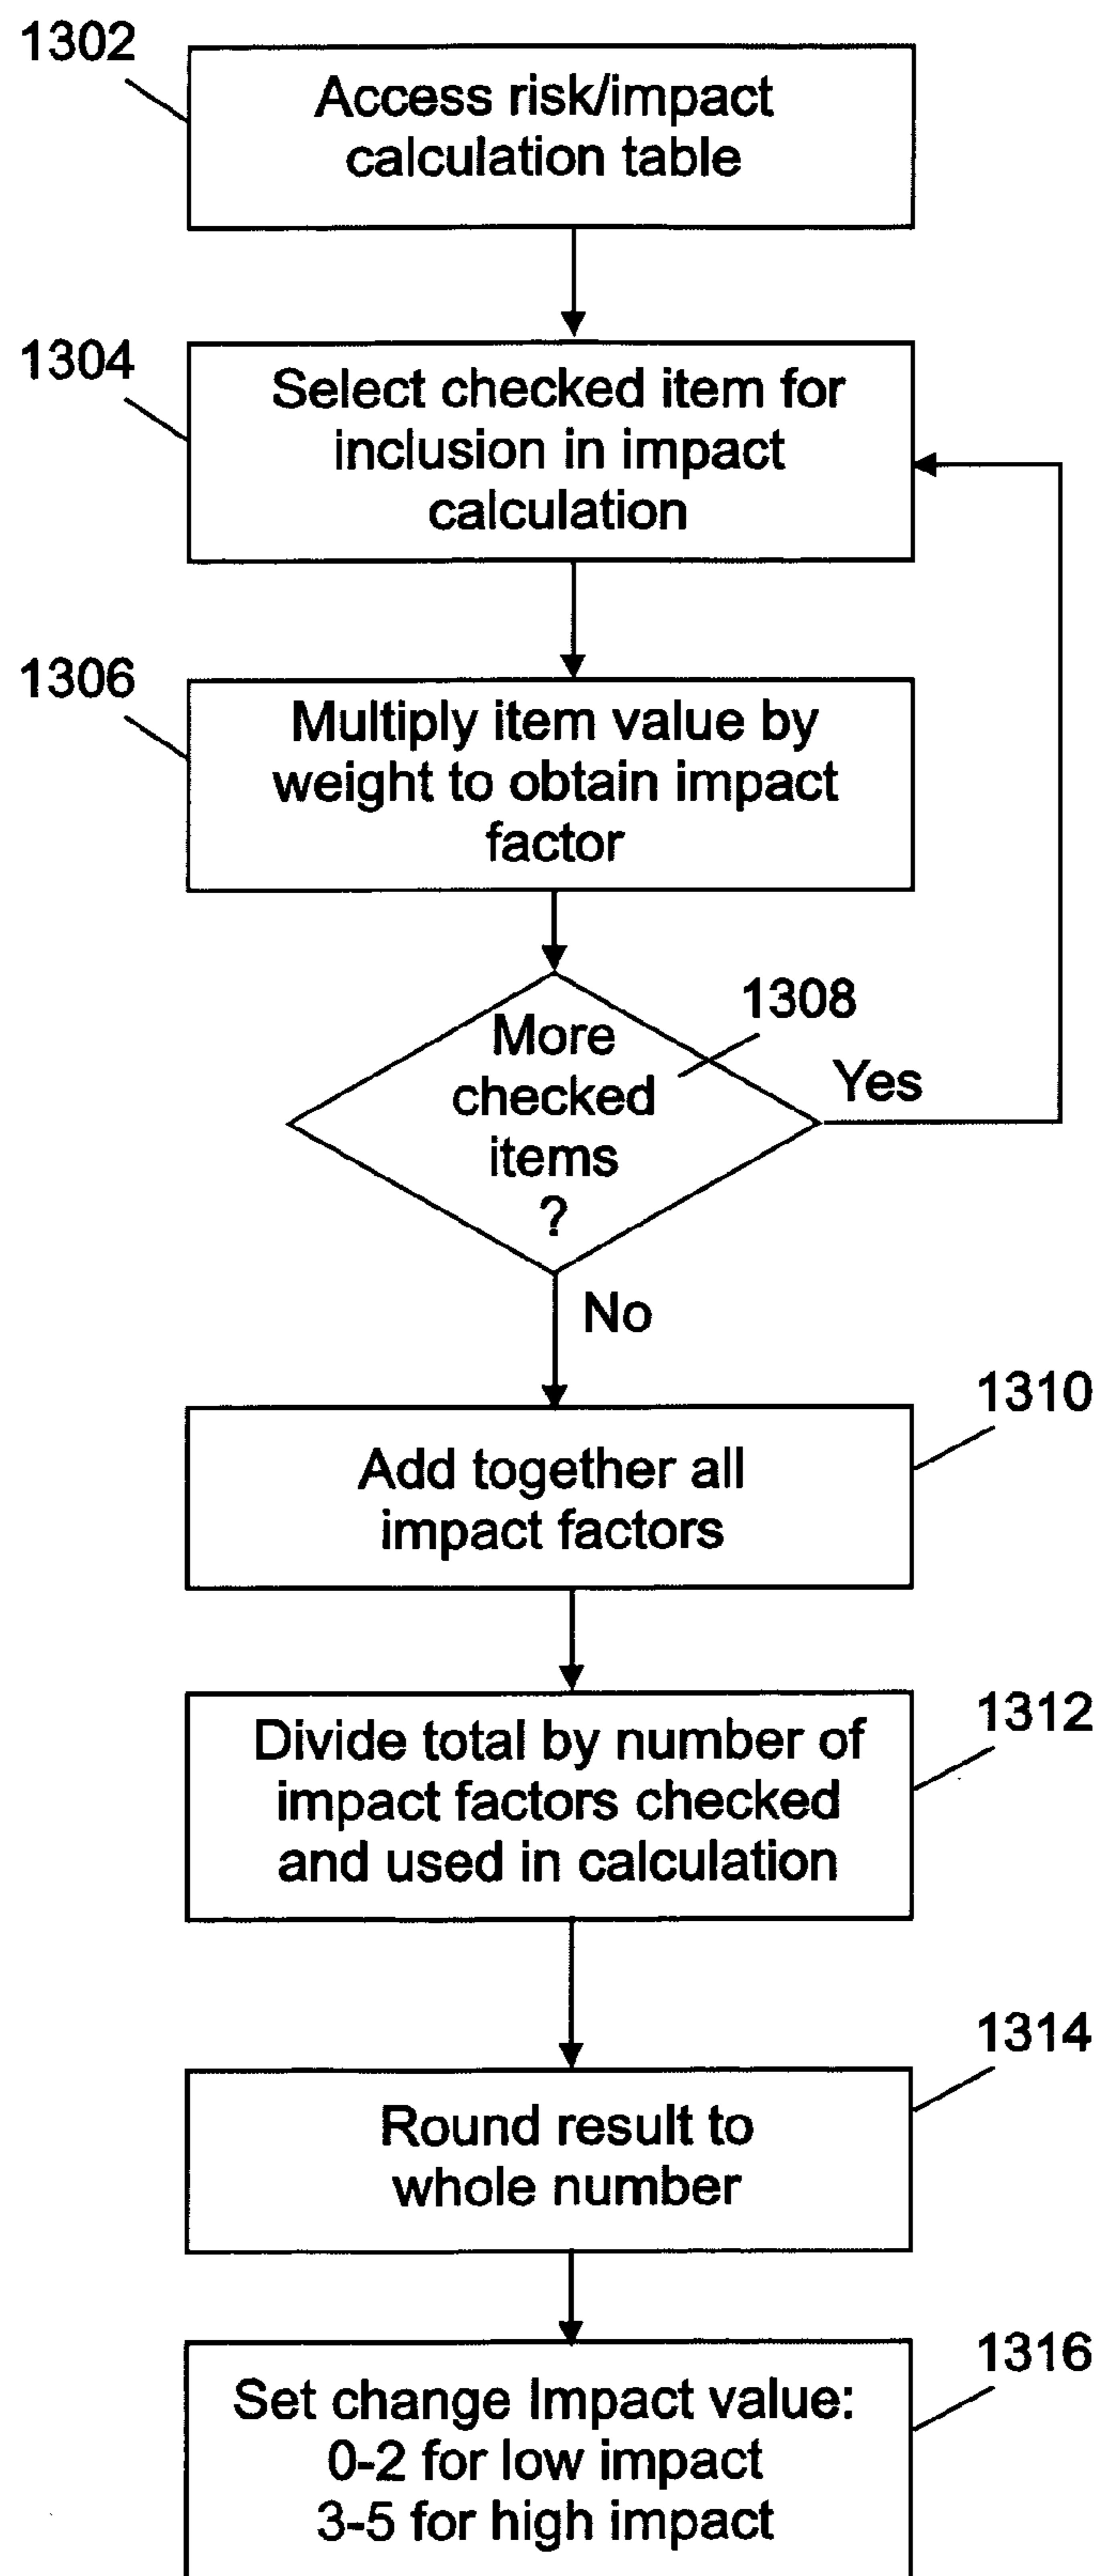 1302
Access risk/impact
calculation table
1304
Select checked item for
inclusion in impact
calculation
1306
Multiply item value by
weight to obtain impact
factor
1308
More
checked
items
?
Yes
No
1310
Add together all
impact factors
1312
Divide total by number of
impact factors checked
and used in calculation
1314
Round result to
whole number
1316
Set change Impact value:
0-2 for low impact
3-5 for high impact